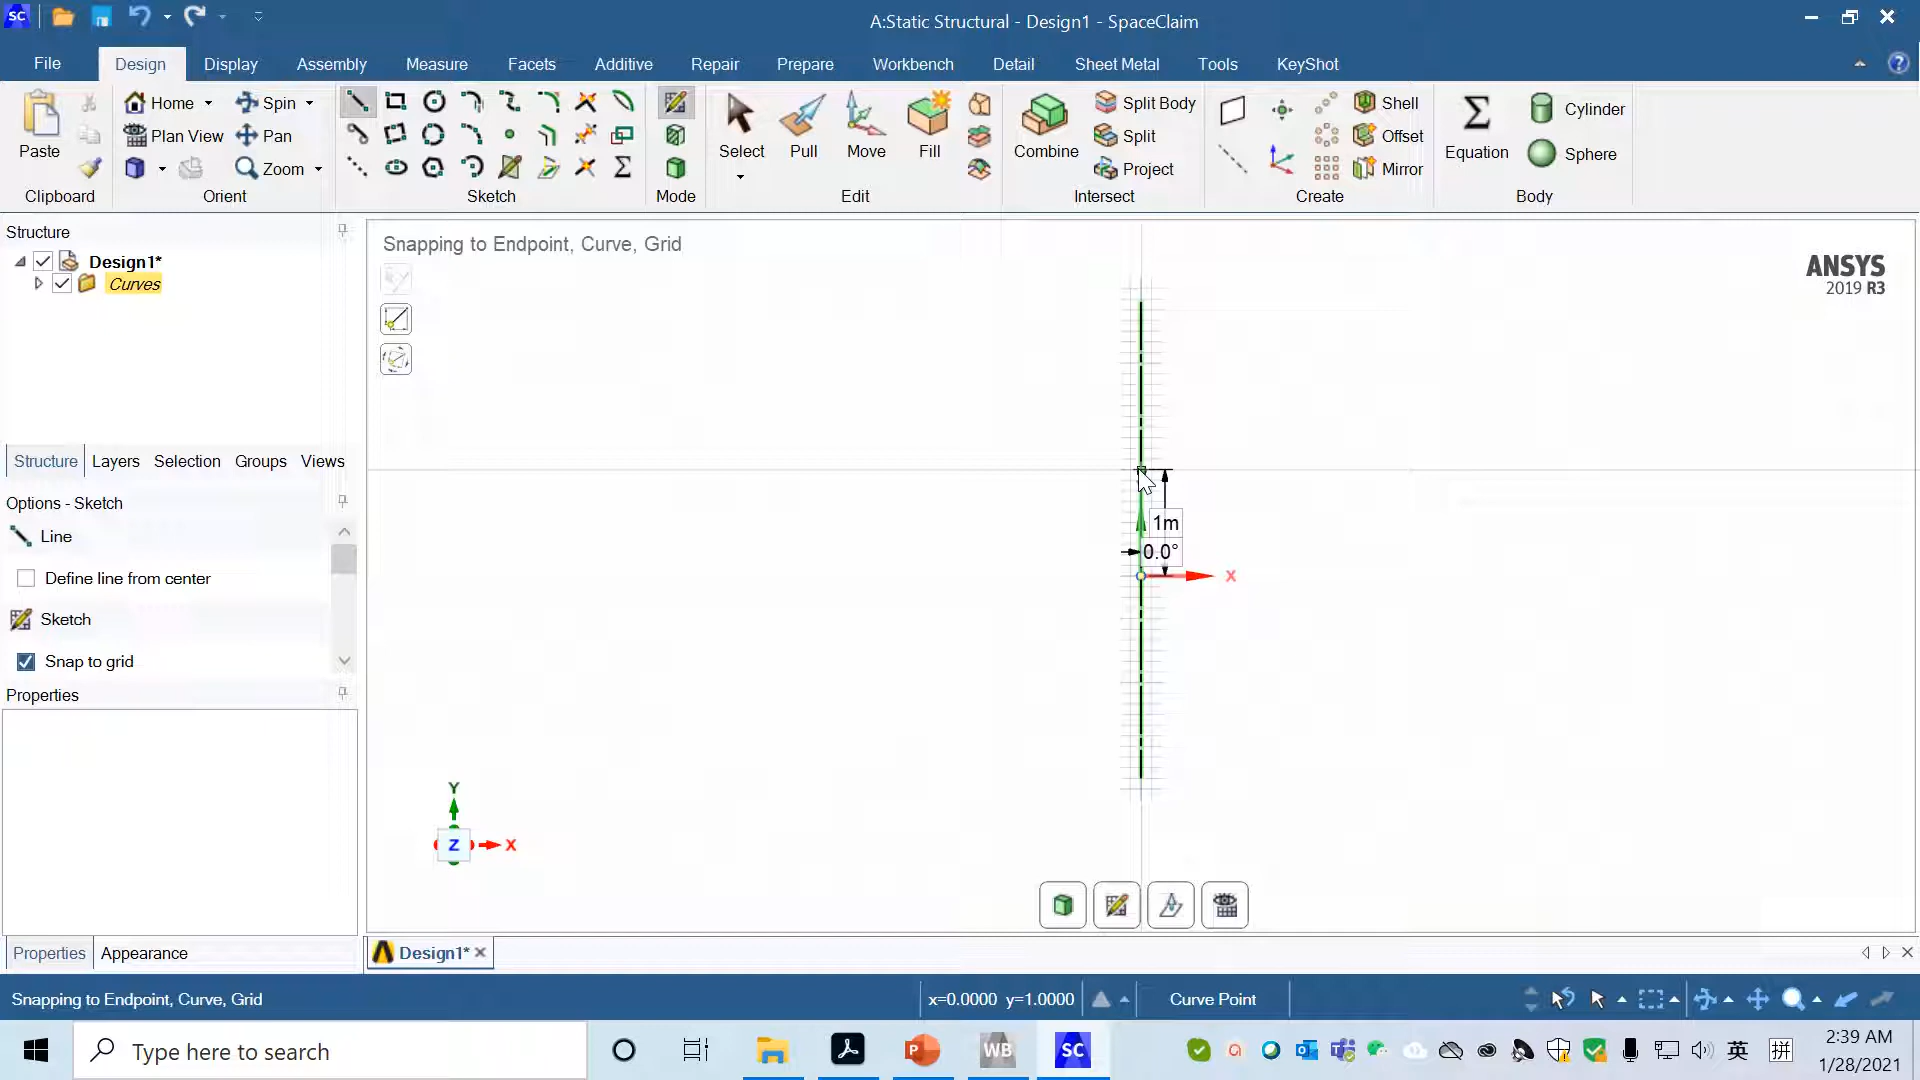 SC
A:Static Structural - Design1 - SpaceClaim
File
Design
Display
Assembly
Measure
Facets
Additive
Repair
Prepare
Workbench
Detail
Sheet Metal
Tools
KeyShot
Paste
Clipboard
Home
Spin
Plan View
Pan
Zoom
Orient
Sketch
Mode
Select
Pull
Move
Fill
Edit
Combine
Split Body
Split
Project
Intersect
Shell
Offset
Mirror
Create
Equation
Cylinder
Sphere
Body
Structure
Design1*
Curves
Structure
Layers
Selection
Groups
Views
Options - Sketch
Line
Define line from center
Sketch
Snap to grid
Properties
Properties
Appearance
Snapping to Endpoint, Curve, Grid
ANSYS
2019 R3
1m
0.0°
X
Y
Z
X
Design1*
Snapping to Endpoint, Curve, Grid
x=0.0000 y=1.0000
Curve Point
Type here to search
WB
SC
英
拼
2:39 AM
1/28/2021